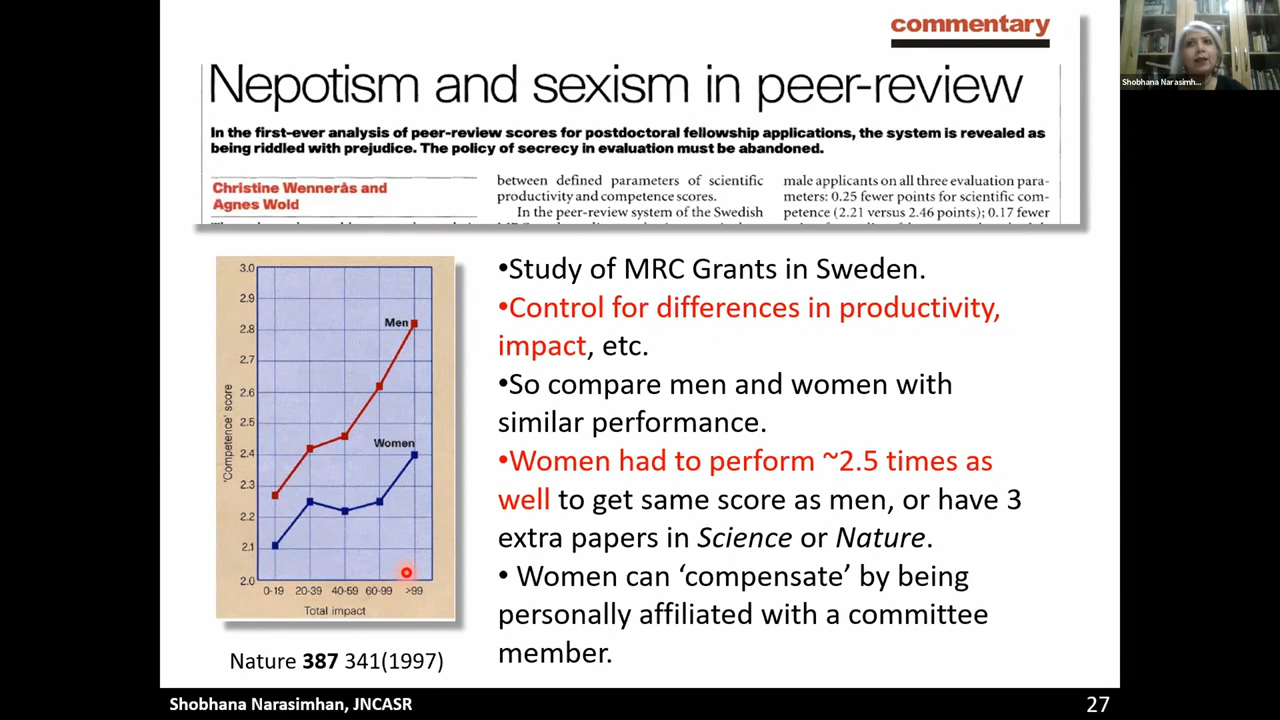 commentary
Nepotism and sexism in peer-review
In the first-ever analysis of peer-review scores for postdoctoral fellowship applications, the system is revealed as
being riddled with prejudice. The policy of secrecy in evaluation must be abandoned.
Christine Wennerås and
Agnes Wold
between defined parameters of scientific
productivity and competence scores.
In the peer-review system of the Swedish
male applicants on all three evaluation para-
meters: 0.25 fewer points for scientific com-
petence (2.21 versus 2.46 points); 0.17 fewer
Shobhana Narasimh...
3.0
2.9
2.8
2.7
2.6
2.5
2.4
2.3
2.2
2.1
2.0
'Competence' score
Men
Women
0-19 20-39 40-59 60-99 >99
Total impact
Nature 387 341(1997)
•Study of MRC Grants in Sweden.
•Control for differences in productivity,
impact, etc.
•So compare men and women with
similar performance.
•Women had to perform ~2.5 times as
well to get same score as men, or have 3
extra papers in Science or Nature.
• Women can ‘compensate’ by being
personally affiliated with a committee
member.
Shobhana Narasimhan, JNCASR
27